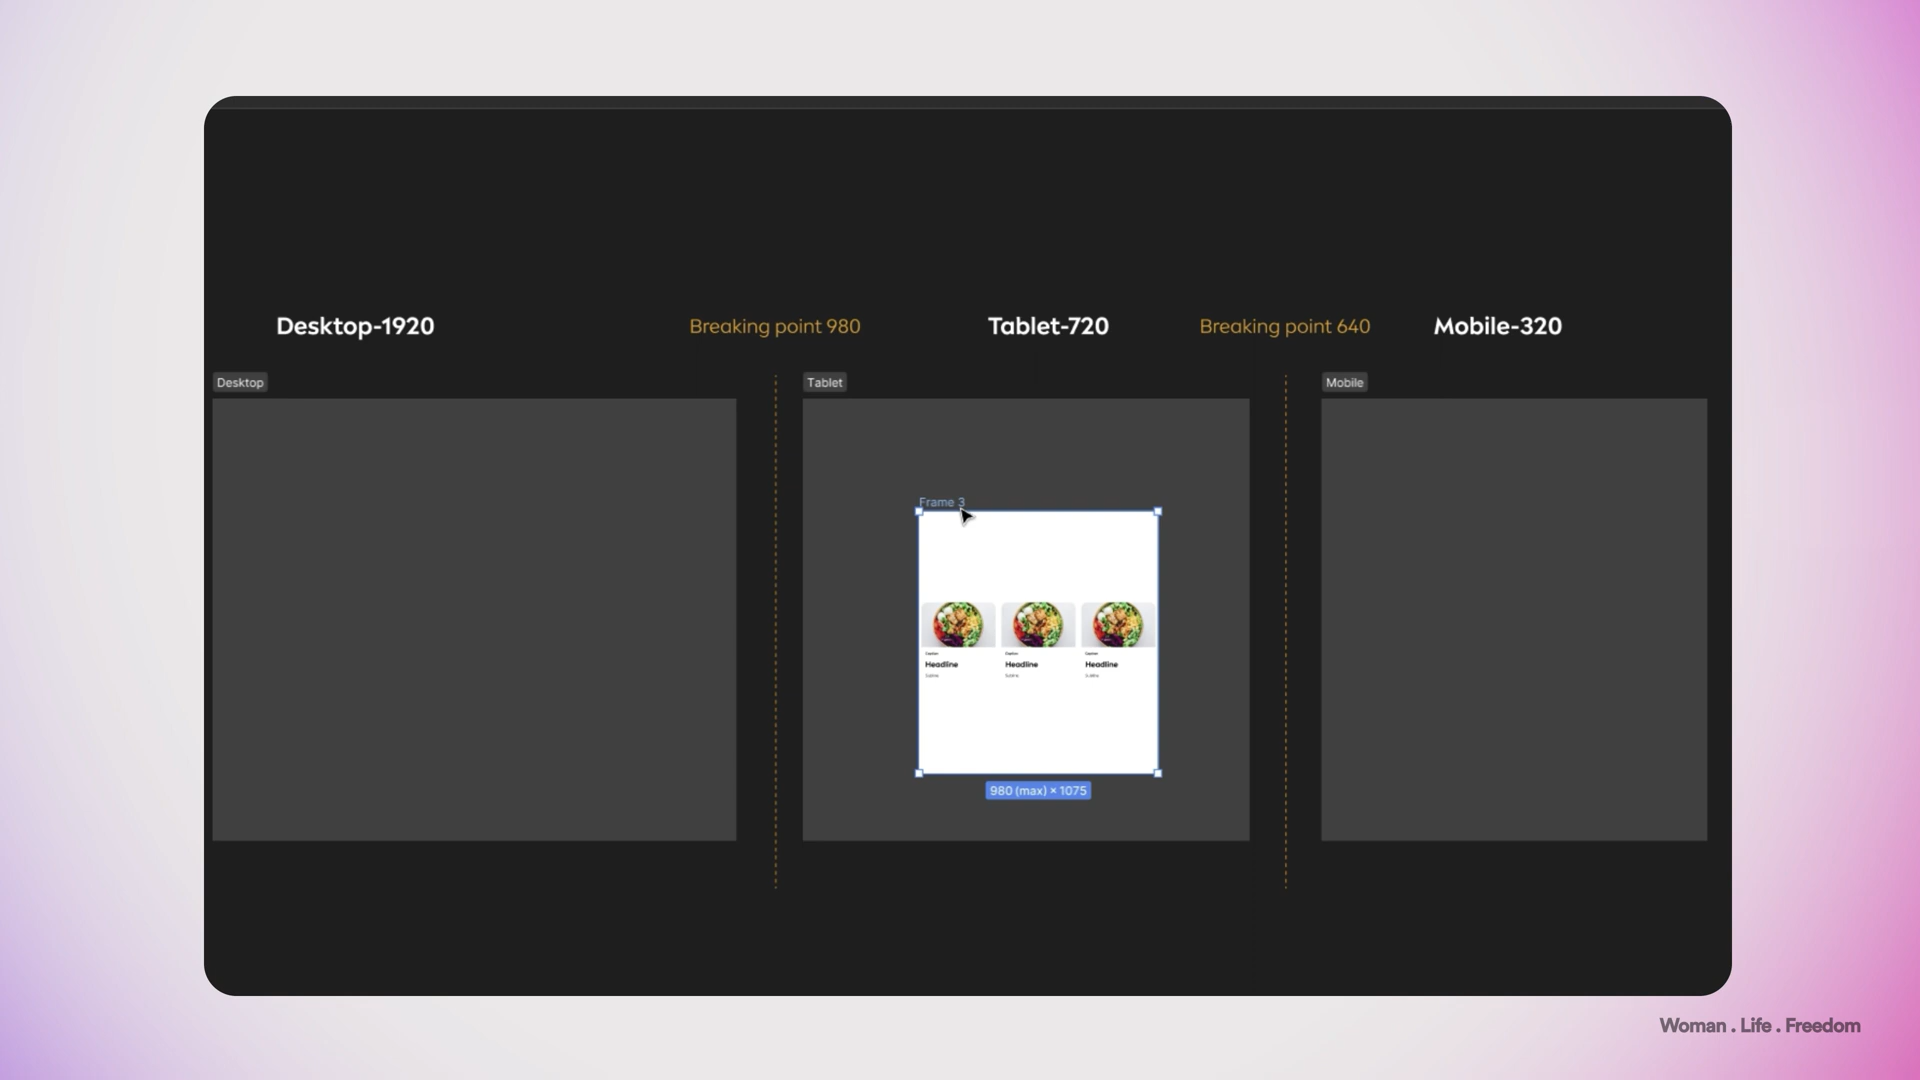 Desktop-1920
Breaking point 980
Tablet-720
Breaking point 640
Mobile-320
Desktop
Tablet
Mobile
Frame 3
Headline
Headline
Headline
980 (max) × 1075
Woman . Life . Freedom